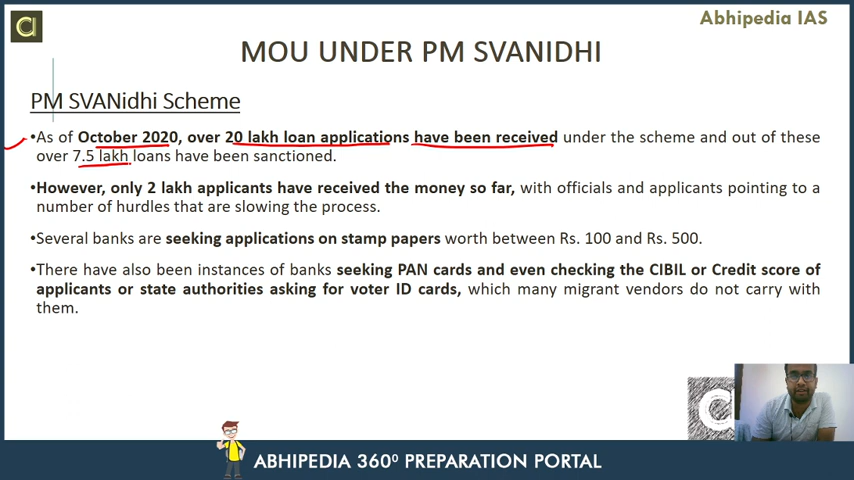 Abhipedia IAS
MOU UNDER PM SVANIDHI
PM SVANidhi Scheme
•As of October 2020, over 20 lakh loan applications have been received under the scheme and out of these
over 7.5 lakh loans have been sanctioned.
•However, only 2 lakh applicants have received the money so far, with officials and applicants pointing to a
number of hurdles that are slowing the process.
•Several banks are seeking applications on stamp papers worth between Rs. 100 and Rs. 500.
•There have also been instances of banks seeking PAN cards and even checking the CIBIL or Credit score of
applicants or state authorities asking for voter ID cards, which many migrant vendors do not carry with
them.
ABHIPEDIA 360⁰ PREPARATION PORTAL